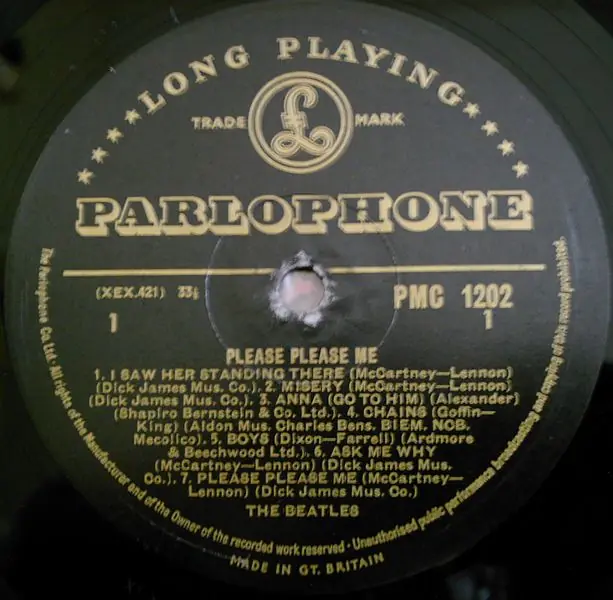 LONG PLAYING
TRADE MARK
£
PARLOPHONE
(XEX.421) 33⅓
PMC 1202
1
1
PLEASE PLEASE ME
1. I SAW HER STANDING THERE (McCartney—Lennon)
(Dick James Mus. Co.). 2. MISERY (McCartney—Lennon)
(Dick James Mus. Co.). 3. ANNA (GO TO HIM) (Alexander)
(Shapiro Bernstein & Co. Ltd.). 4. CHAINS (Goffin—
King) (Aldon Mus. Charles Bens. BIEM. NCB.
Mecolico). 5. BOYS (Dixon—Farrell) (Ardmore
& Beechwood Ltd.). 6. ASK ME WHY
(McCartney—Lennon) (Dick James Mus.
Co.). 7. PLEASE PLEASE ME (McCartney—
Lennon) (Dick James Mus. Co.)
THE BEATLES
The Parlophone Co. Ltd. All rights of the Manufacturer and of the Owner of the recorded work reserved · Unauthorised public performance broadcasting and copying of this record prohibited.
MADE IN GT. BRITAIN